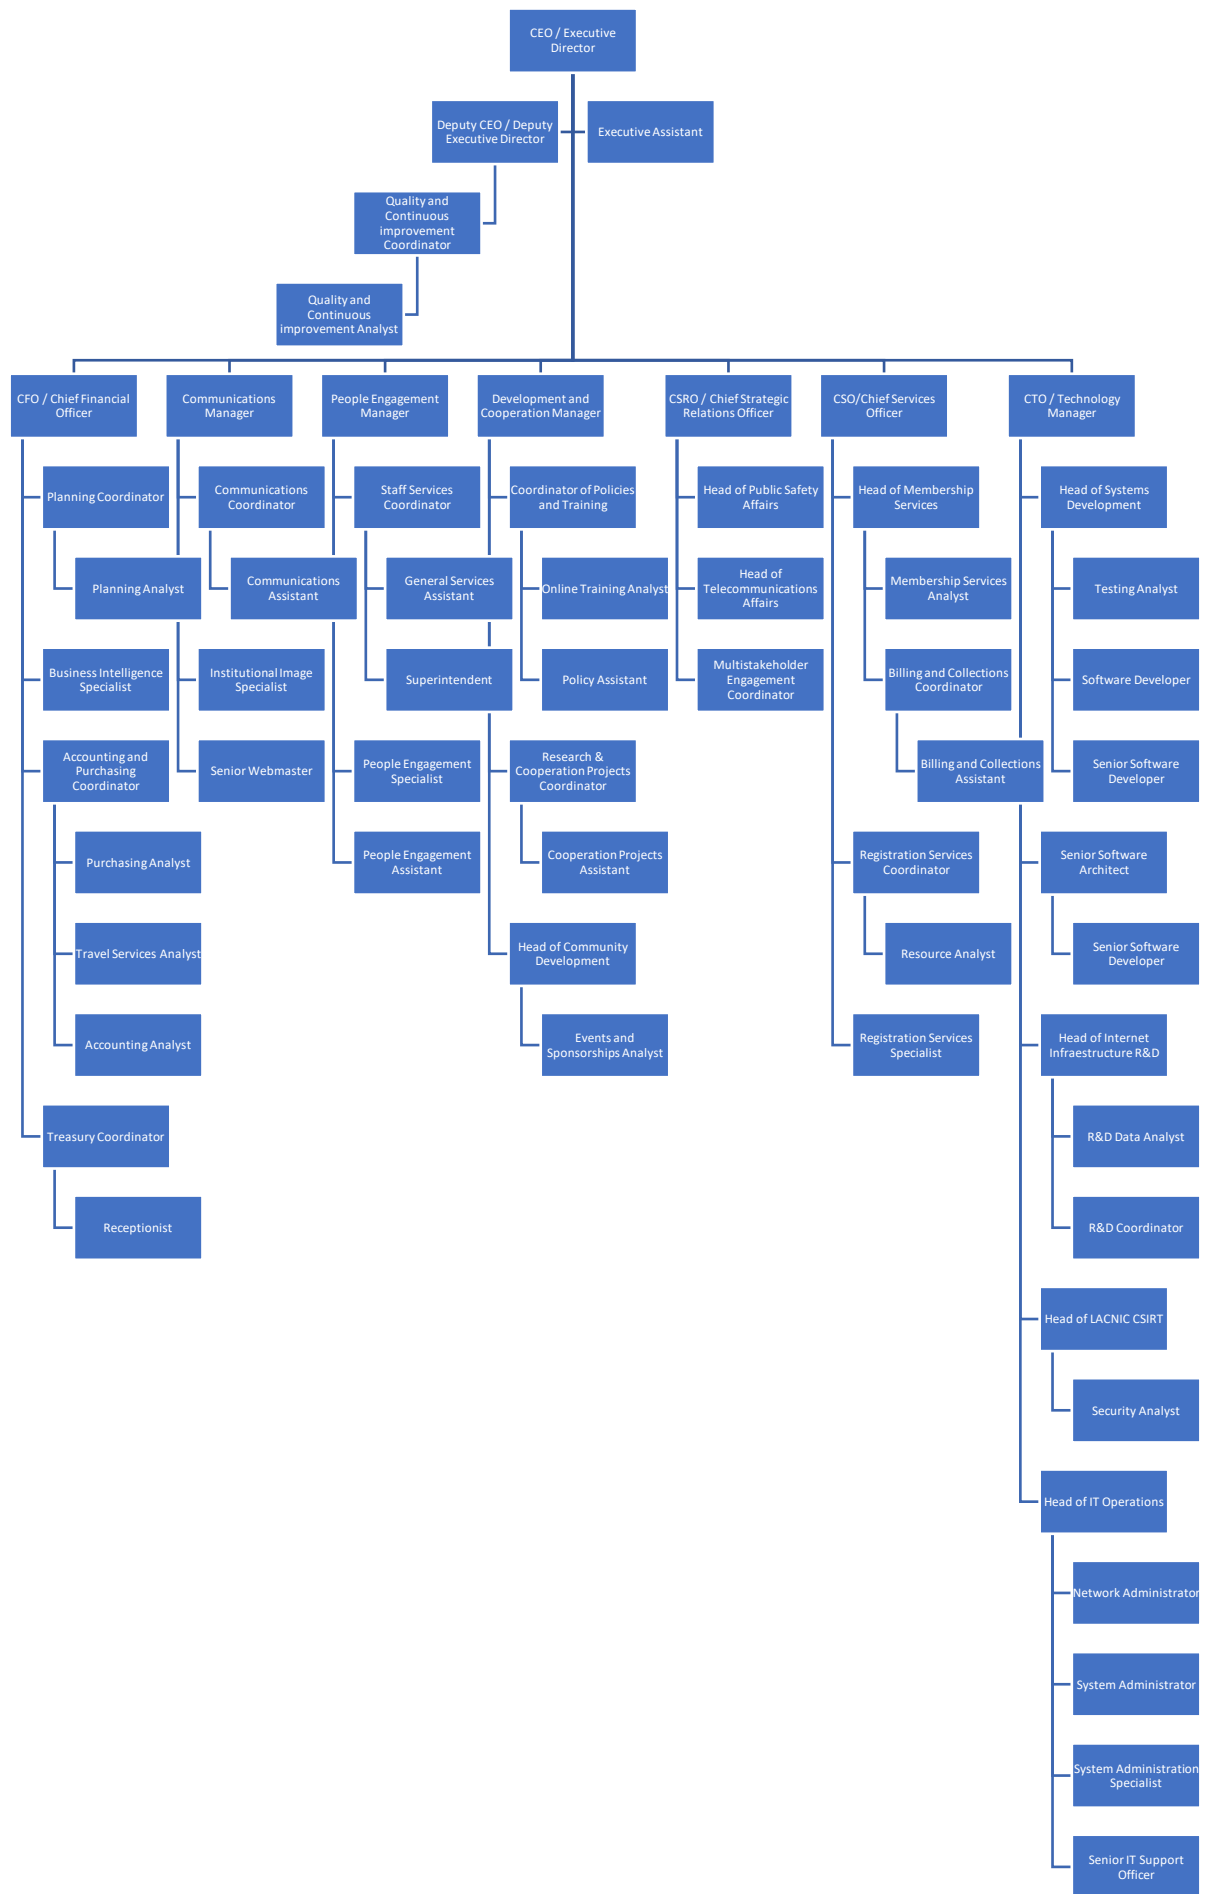 CEO / Executive
Director
Deputy CEO / Deputy
Executive Director
Executive Assistant
Quality and
Continuous
improvement
Coordinator
Quality and
Continuous
improvement Analyst
CFO / Chief Financial
Officer
Communications
Manager
People Engagement
Manager
Development and
Cooperation Manager
CSRO / Chief Strategic
Relations Officer
CSO/Chief Services
Officer
CTO / Technology
Manager
Planning Coordinator
Communications
Coordinator
Staff Services
Coordinator
Coordinator of Policies
and Training
Head of Public Safety
Affairs
Head of Membership
Services
Head of Systems
Development
Planning Analyst
Communications
Assistant
General Services
Assistant
Online Training Analyst
Head of
Telecommunications
Affairs
Membership Services
Analyst
Testing Analyst
Business Intelligence
Specialist
Institutional Image
Specialist
Superintendent
Policy Assistant
Multistakeholder
Engagement
Coordinator
Billing and Collections
Coordinator
Software Developer
Accounting and
Purchasing
Coordinator
Senior Webmaster
People Engagement
Specialist
Research &
Cooperation Projects
Coordinator
Billing and Collections
Assistant
Senior Software
Developer
Purchasing Analyst
People Engagement
Assistant
Cooperation Projects
Assistant
Registration Services
Coordinator
Senior Software
Architect
Travel Services Analyst
Head of Community
Development
Resource Analyst
Senior Software
Developer
Accounting Analyst
Events and
Sponsorships Analyst
Registration Services
Specialist
Head of Internet
Infraestructure R&D
Treasury Coordinator
R&D Data Analyst
Receptionist
R&D Coordinator
Head of LACNIC CSIRT
Security Analyst
Head of IT Operations
Network Administrator
System Administrator
System Administration
Specialist
Senior IT Support
Officer